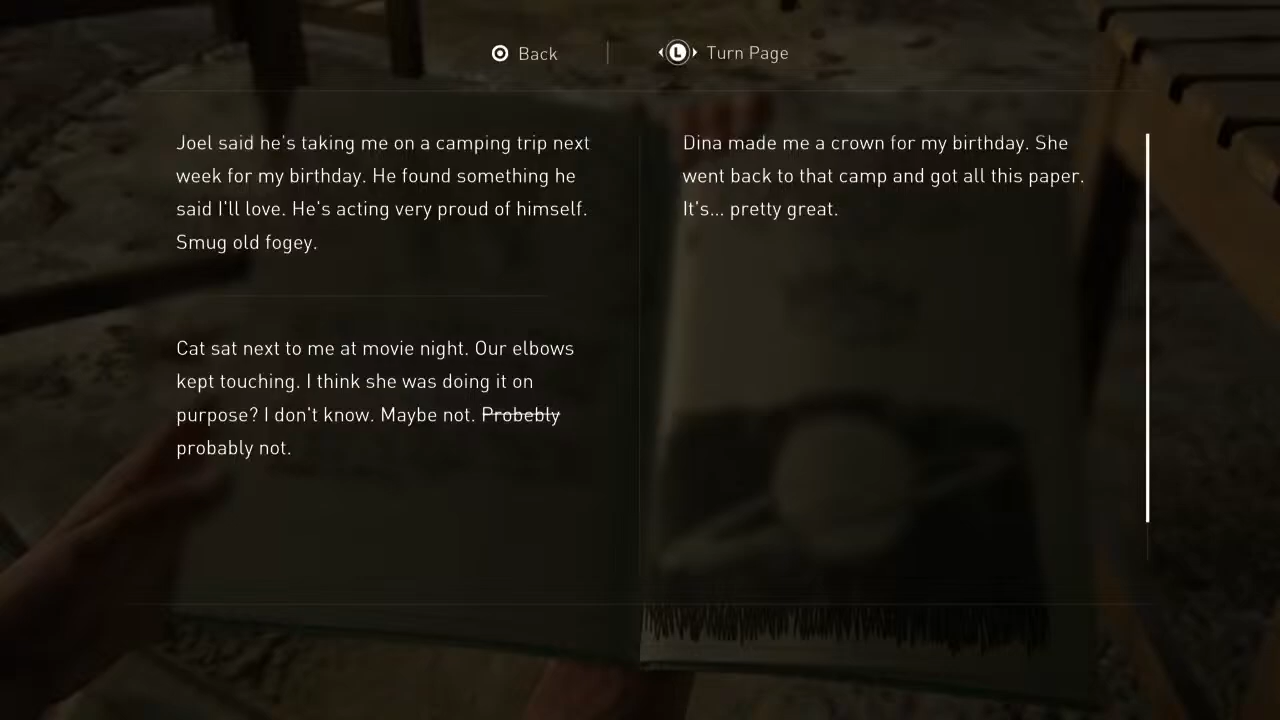 Back
L Turn Page
Joel said he's taking me on a camping trip next
week for my birthday. He found something he
said I'll love. He's acting very proud of himself.
Smug old fogey.
Cat sat next to me at movie night. Our elbows
kept touching. I think she was doing it on
purpose? I don't know. Maybe not. Probebly
probably not.
Dina made me a crown for my birthday. She
went back to that camp and got all this paper.
It's... pretty great.